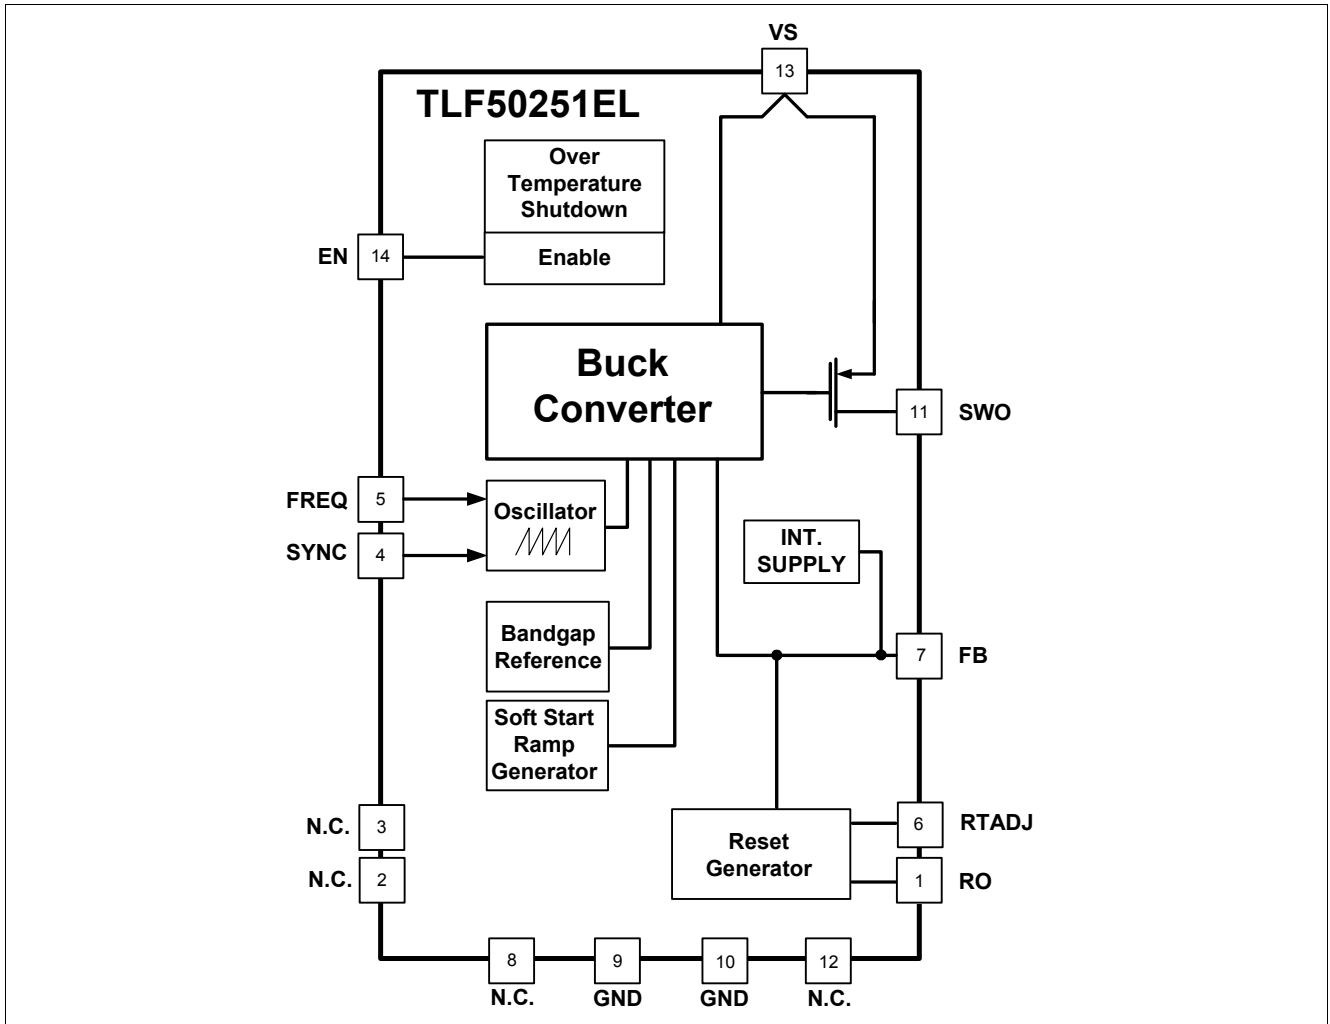 VS
13
TLF50251EL
Over
Temperature
Shutdown
EN
14
Enable
Buck
Converter
11
SWO
FREQ
5
Oscillator
SYNC
4
INT.
SUPPLY
Bandgap
Reference
7
FB
Soft Start
Ramp
Generator
N.C.
3
6
RTADJ
Reset
Generator
N.C.
2
1
RO
8
9
10
12
N.C.
GND
GND
N.C.